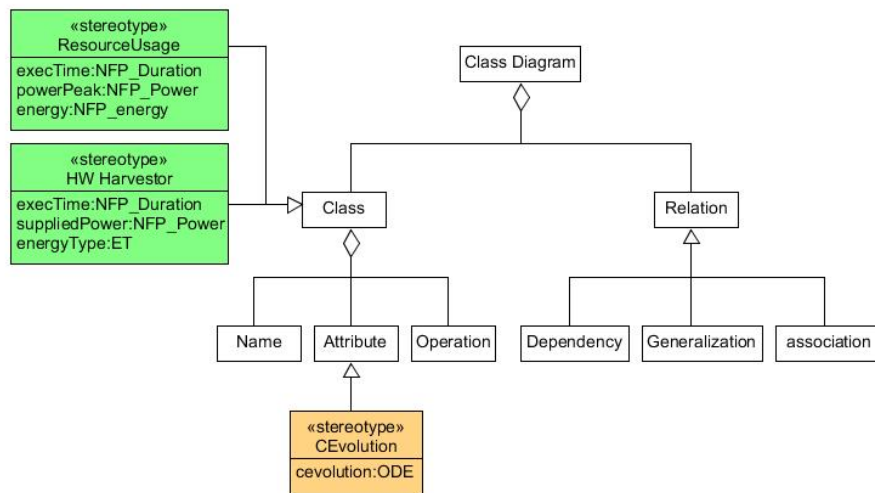 «stereotype»
ResourceUsage
execTime:NFP_Duration
powerPeak:NFP_Power
energy:NFP_energy
«stereotype»
HW Harvestor
execTime:NFP_Duration
suppliedPower:NFP_Power
energyType:ET
Class Diagram
Class
Relation
Name
Attribute
Operation
Dependency
Generalization
association
«stereotype»
CEvolution
cevolution:ODE